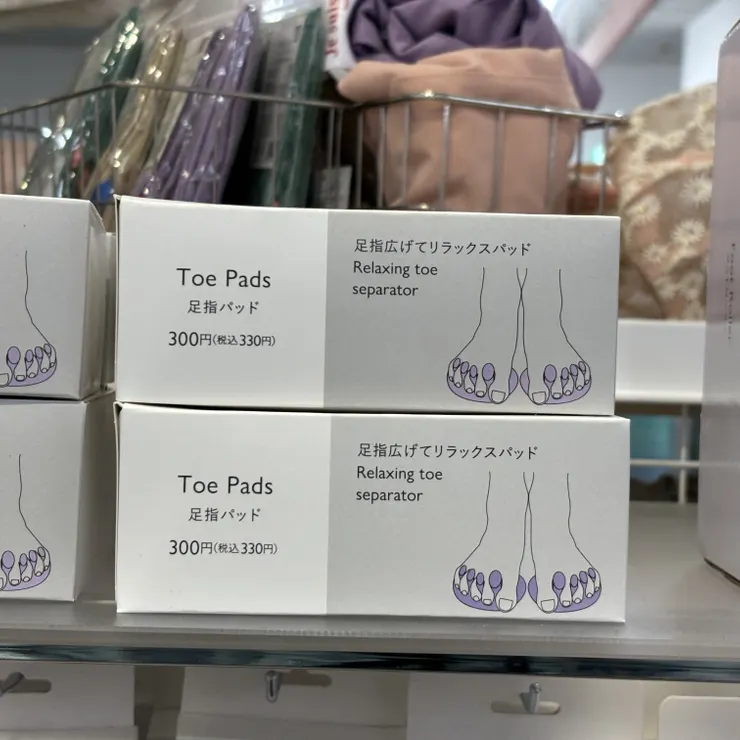 Je suis
Toe Pads
足指パッド
300円(税込330円)
足指広げてリラックスパッド
Relaxing toe
separator
Toe Pads
足指パッド
300円(税込330円)
足指広げてリラックスパッド
Relaxing toe
separator